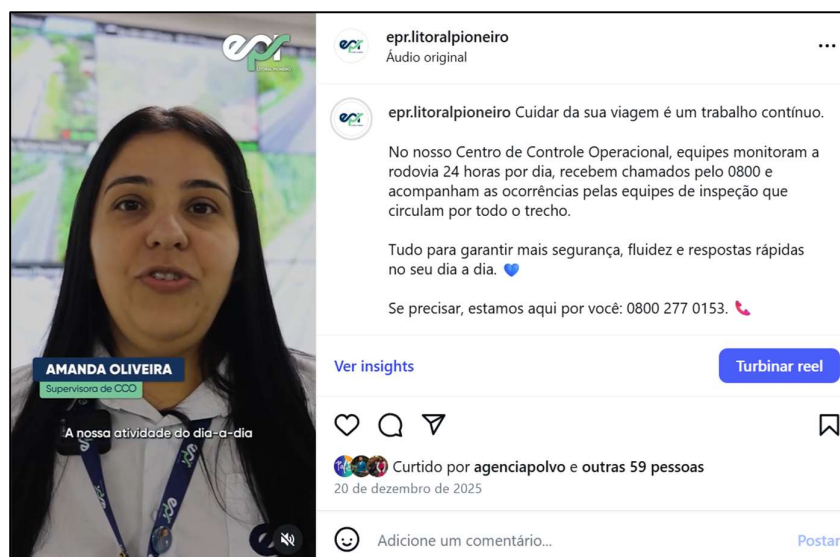 epr
LITORAL PIONEIRO
AMANDA OLIVEIRA
Supervisora de CCO
A nossa atividade do dia-a-dia
epr
epr.litoralpioneiro
Áudio original
epr
epr.litoralpioneiro Cuidar da sua viagem é um trabalho contínuo.
No nosso Centro de Controle Operacional, equipes monitoram a
rodovia 24 horas por dia, recebem chamados pelo 0800 e
acompanham as ocorrências pelas equipes de inspeção que
circulam por todo o trecho.
Tudo para garantir mais segurança, fluidez e respostas rápidas
no seu dia a dia. 💙
Se precisar, estamos aqui por você: 0800 277 0153. 📞
Ver insights
Turbinar reel
Curtido por agenciapolvo e outras 59 pessoas
20 de dezembro de 2025
Adicione um comentário...
Postar